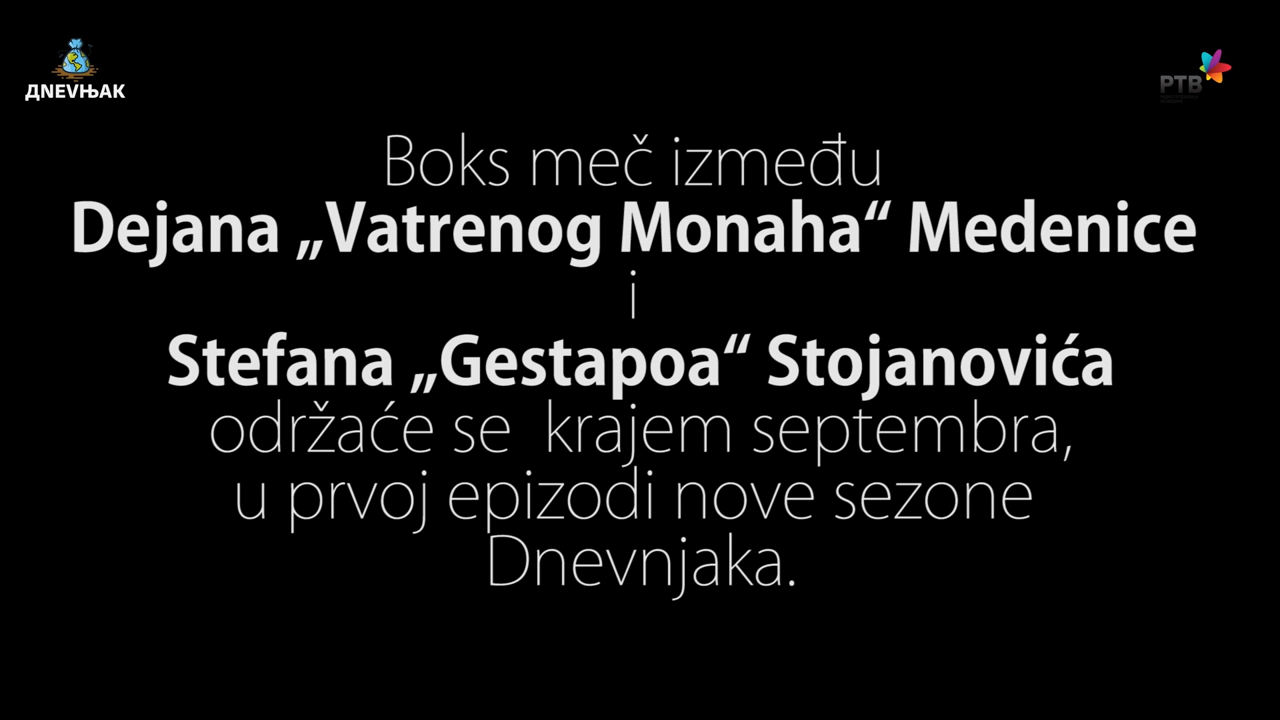 ДNEVЊAK
РТВ
Boks meč između
Dejana „Vatrenog Monaha“ Medenice
i
Stefana „Gestapoa“ Stojanovića
održaće se krajem septembra,
u prvoj epizodi nove sezone
Dnevnjaka.